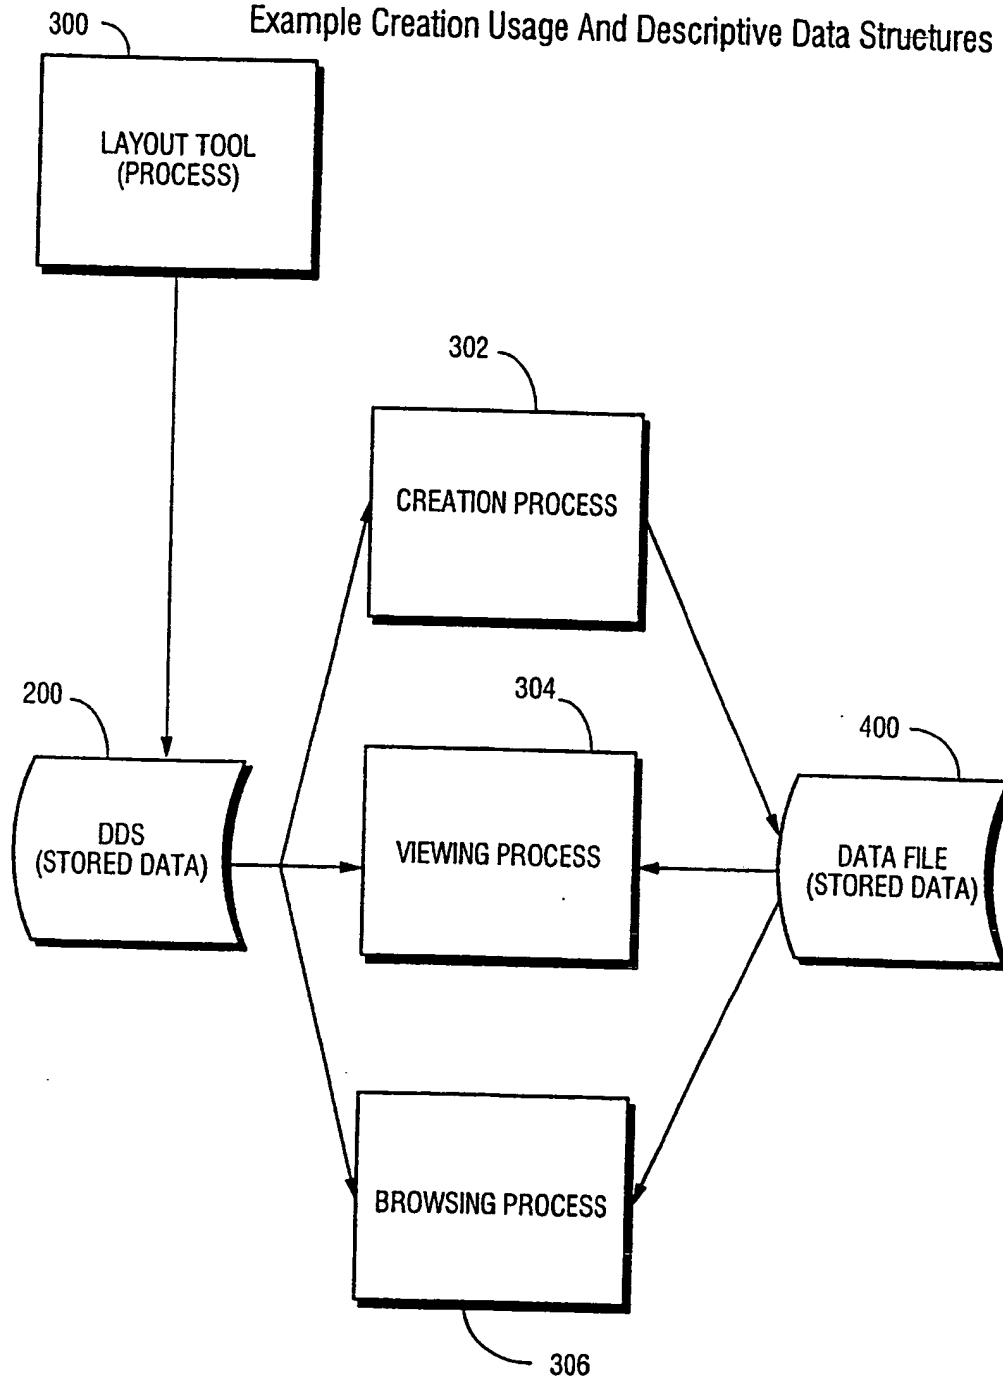 Example Creation Usage And Descriptive Data Structures
300
LAYOUT TOOL
(PROCESS)
302
CREATION PROCESS
200
DDS
(STORED DATA)
304
VIEWING PROCESS
400
DATA FILE
(STORED DATA)
BROWSING PROCESS
306